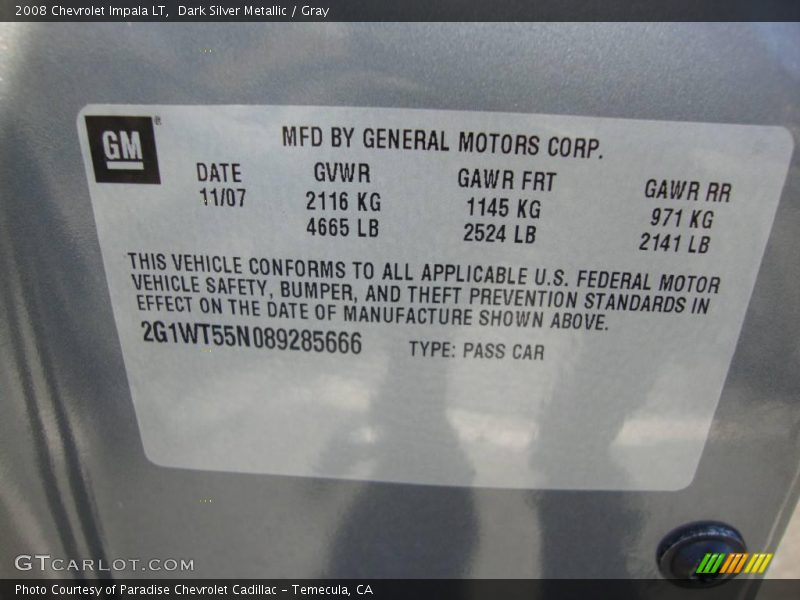 2008 Chevrolet Impala LT,  Dark Silver Metallic / Gray
GM®
MFD BY GENERAL MOTORS CORP.
DATE GVWR GAWR FRT GAWR RR
11/07 2116 KG 1145 KG 971 KG
4665 LB 2524 LB 2141 LB
THIS VEHICLE CONFORMS TO ALL APPLICABLE U.S. FEDERAL MOTOR
VEHICLE SAFETY, BUMPER, AND THEFT PREVENTION STANDARDS IN
EFFECT ON THE DATE OF MANUFACTURE SHOWN ABOVE.
2G1WT55N089285666 TYPE: PASS CAR
GTCARLOT.COM
Photo Courtesy of Paradise Chevrolet Cadillac - Temecula, CA